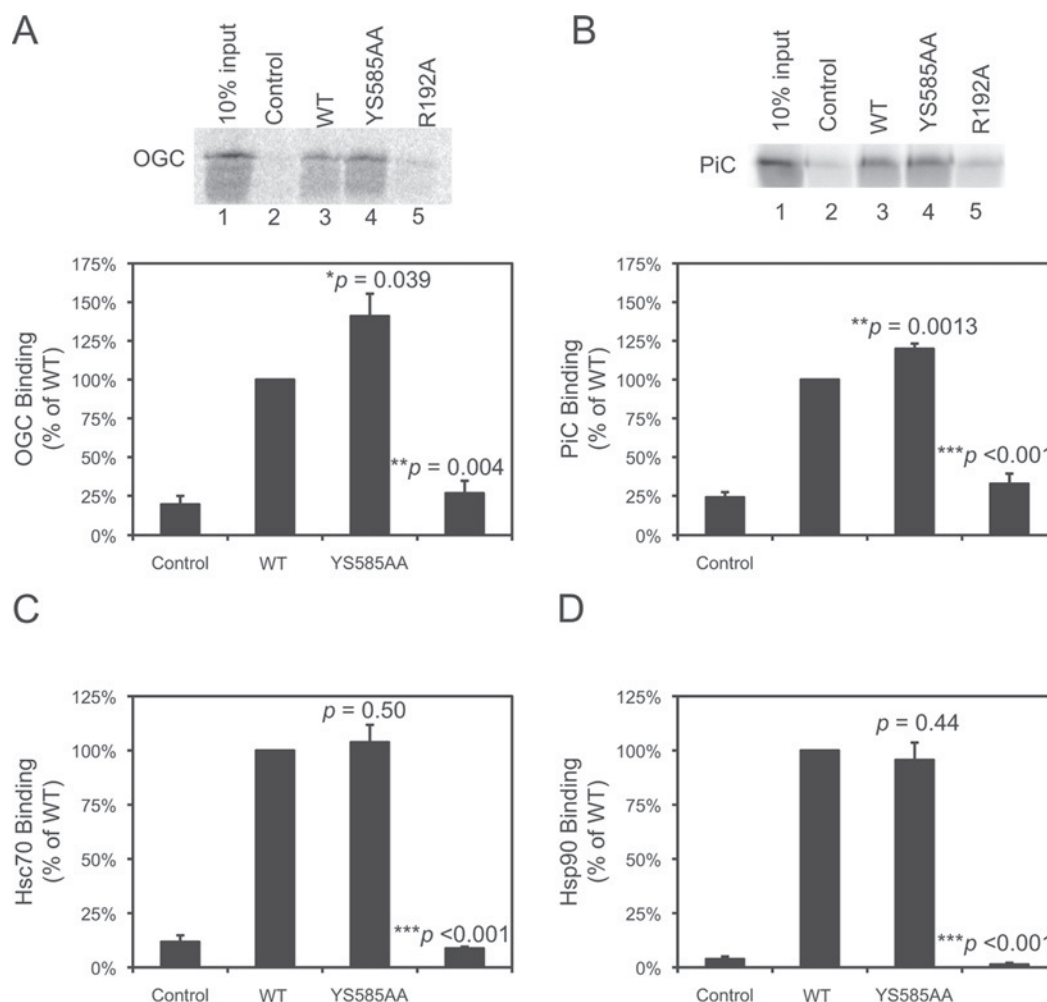 A
10% input
Control
WT
YS585AA
R192A
OGC
1 2 3 4 5
175%
150%
125%
100%
75%
50%
25%
0%
OGC Binding
(% of WT)
*p = 0.039
**p = 0.004
Control WT YS585AA
B
10% input
Control
WT
YS585AA
R192A
PiC
1 2 3 4 5
175%
150%
125%
100%
75%
50%
25%
0%
PiC Binding
(% of WT)
**p = 0.0013
***p <0.001
Control
C
125%
100%
75%
50%
25%
0%
Hsc70 Binding
(% of WT)
p = 0.50
***p <0.001
Control WT YS585AA
D
125%
100%
75%
50%
25%
0%
Hsp90 Binding
(% of WT)
p = 0.44
***p <0.001
Control WT YS585AA